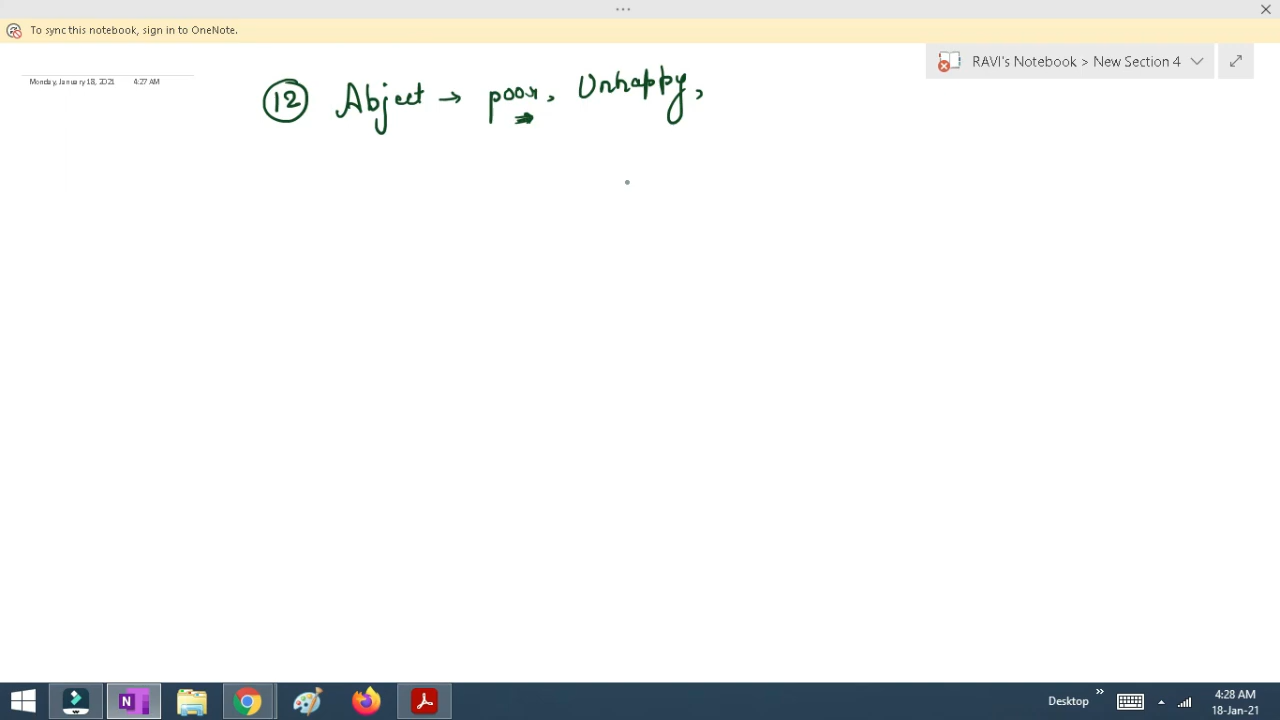 ...
To sync this notebook, sign in to OneNote.
RAVI's Notebook > New Section 4
Monday, January 18, 2021 4:27 AM
12 Abject → poor, Unhappy,
Desktop
4:28 AM
18-Jan-21